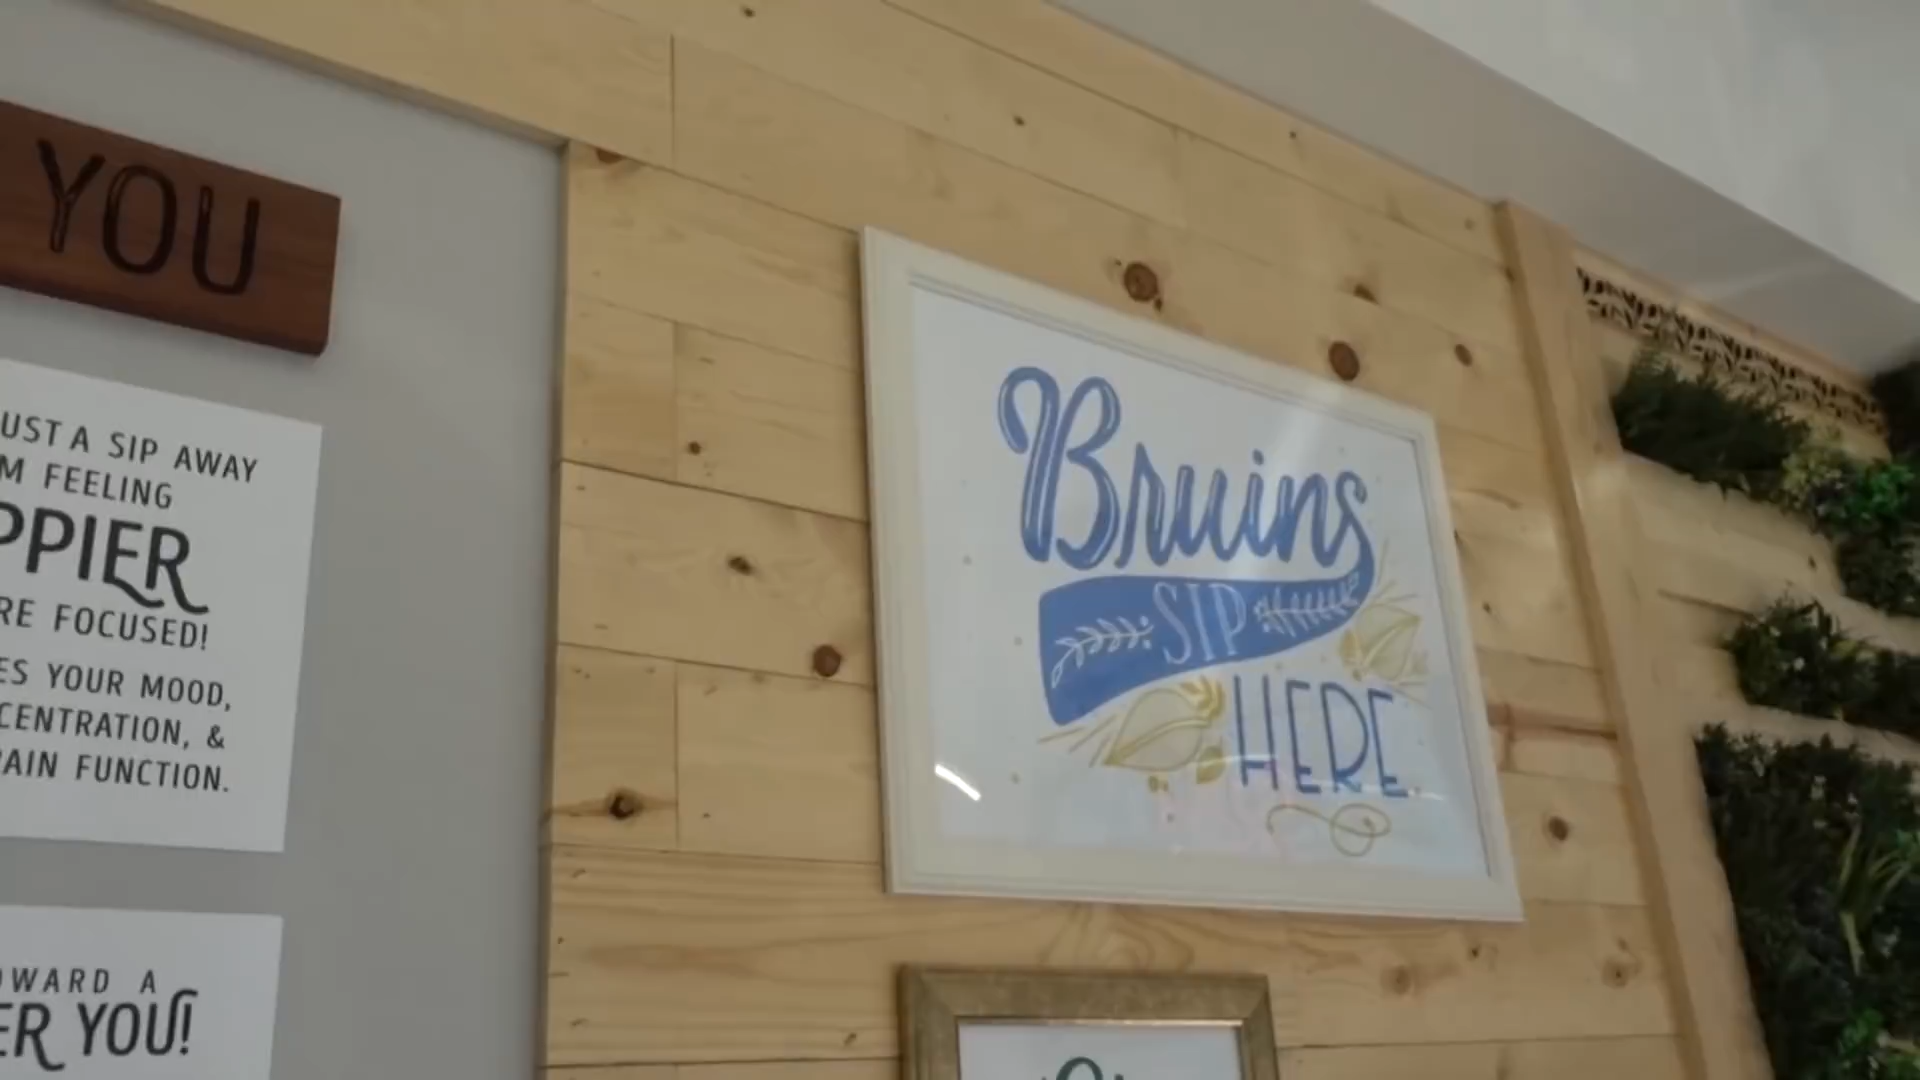 YOU
UST A SIP AWAY
M FEELING
PPIER
RE FOCUSED!
ES YOUR MOOD,
CENTRATION, &
AIN FUNCTION.
OWARD A
ER YOU!
Bruins
SIP
HERE